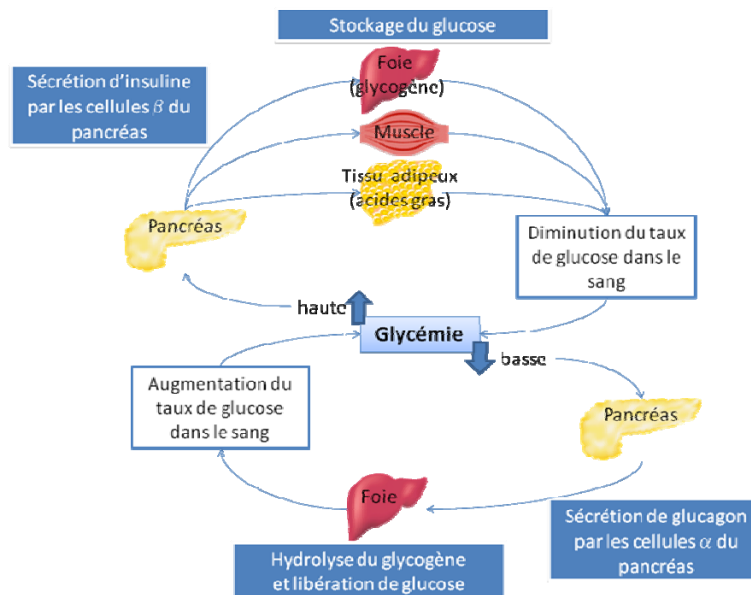 Stockage du glucose
Foie
(glycogène)
Sécrétion d'insuline
par les cellules β du
pancréas
Muscle
Tissu adipeux
(acides gras)
Pancréas
Diminution du taux
de glucose dans le
sang
haute
Glycémie
basse
Augmentation du
taux de glucose
dans le sang
Pancréas
Foie
Sécrétion de glucagon
par les cellules α du
pancréas
Hydrolyse du glycogène
et libération de glucose